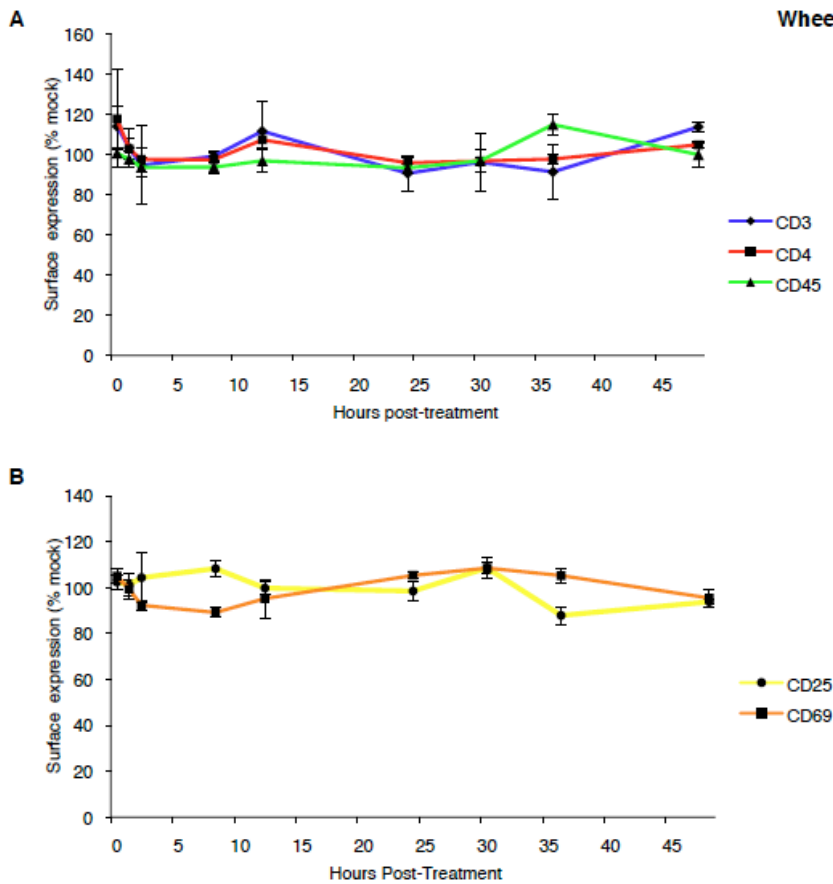 A
Whee
160
140
120
100
80
60
40
20
0
Surface expression (% mock)
0 5 10 15 20 25 30 35 40 45
Hours post-treatment
CD3
CD4
CD45
B
140
120
100
80
60
40
20
0
Surface expression (% mock)
0 5 10 15 20 25 30 35 40 45
Hours Post-Treatment
CD25
CD69